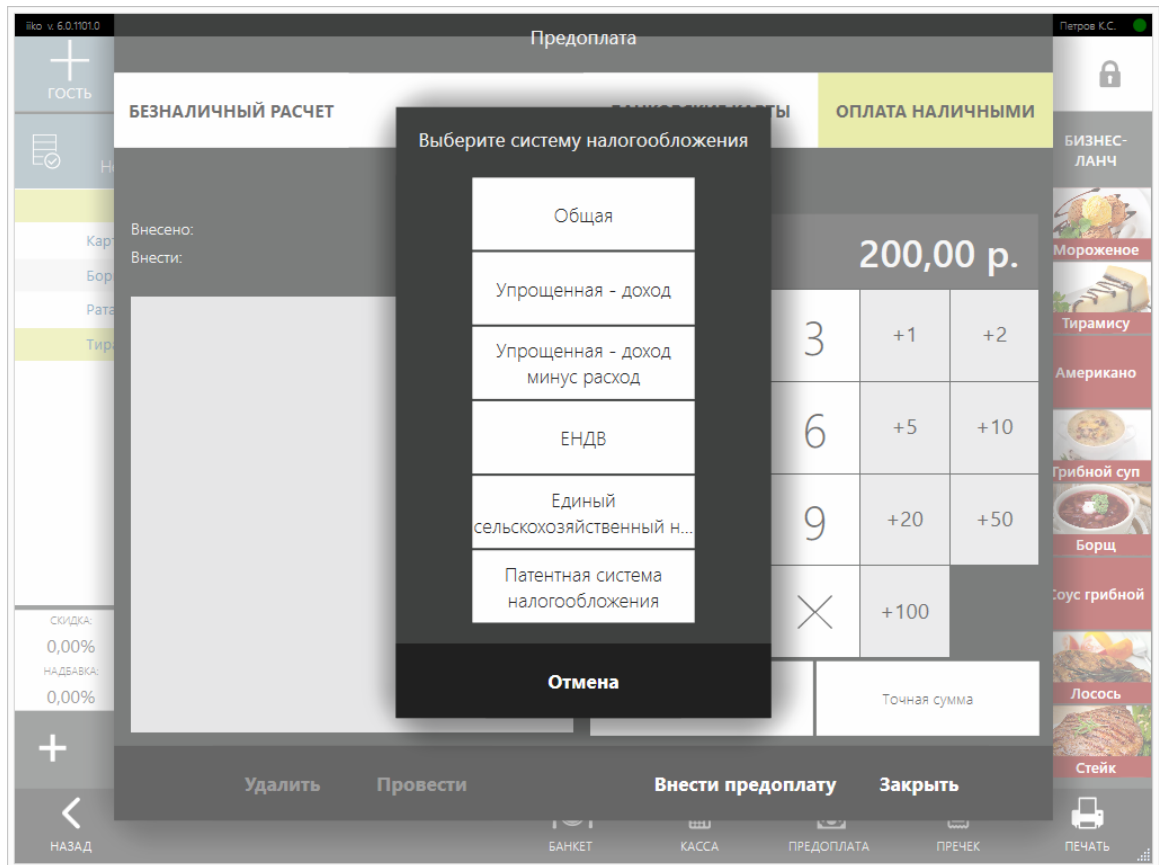 iiko v. 6.0.1101.0
Петров К.С.
Предоплата
ГОСТЬ
БЕЗНАЛИЧНЫЙ РАСЧЕТ
ОПЛАТА НАЛИЧНЫМИ
Выберите систему налогообложения
БИЗНЕС-
ЛАНЧ
Общая
Внесено:
Внести:
200,00 р.
Упрощенная - доход
Упрощенная - доход
минус расход
ЕНДВ
Единый
сельскохозяйственный н...
Патентная система
налогообложения
Отмена
3
+1
+2
6
+5
+10
9
+20
+50
+100
Точная сумма
Мороженое
Тирамису
Американо
Грибной суп
Борщ
Соус грибной
Лосось
Стейк
СКИДКА:
0,00%
НАДБАВКА:
0,00%
Удалить
Провести
Внести предоплату
Закрыть
НАЗАД
БАНКЕТ
КАССА
ПРЕДОПЛАТА
ПРЕЧЕК
ПЕЧАТЬ